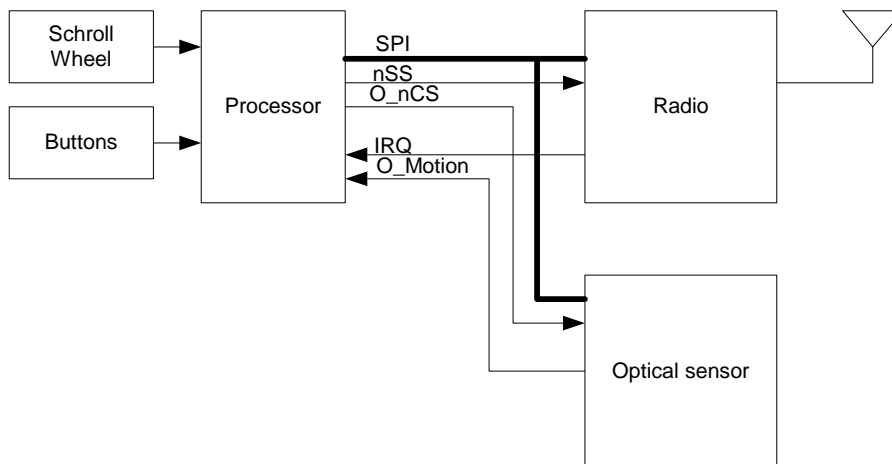 Schroll
Wheel
Buttons
Processor
SPI
nSS
O_nCS
IRQ
O_Motion
Radio
Optical sensor